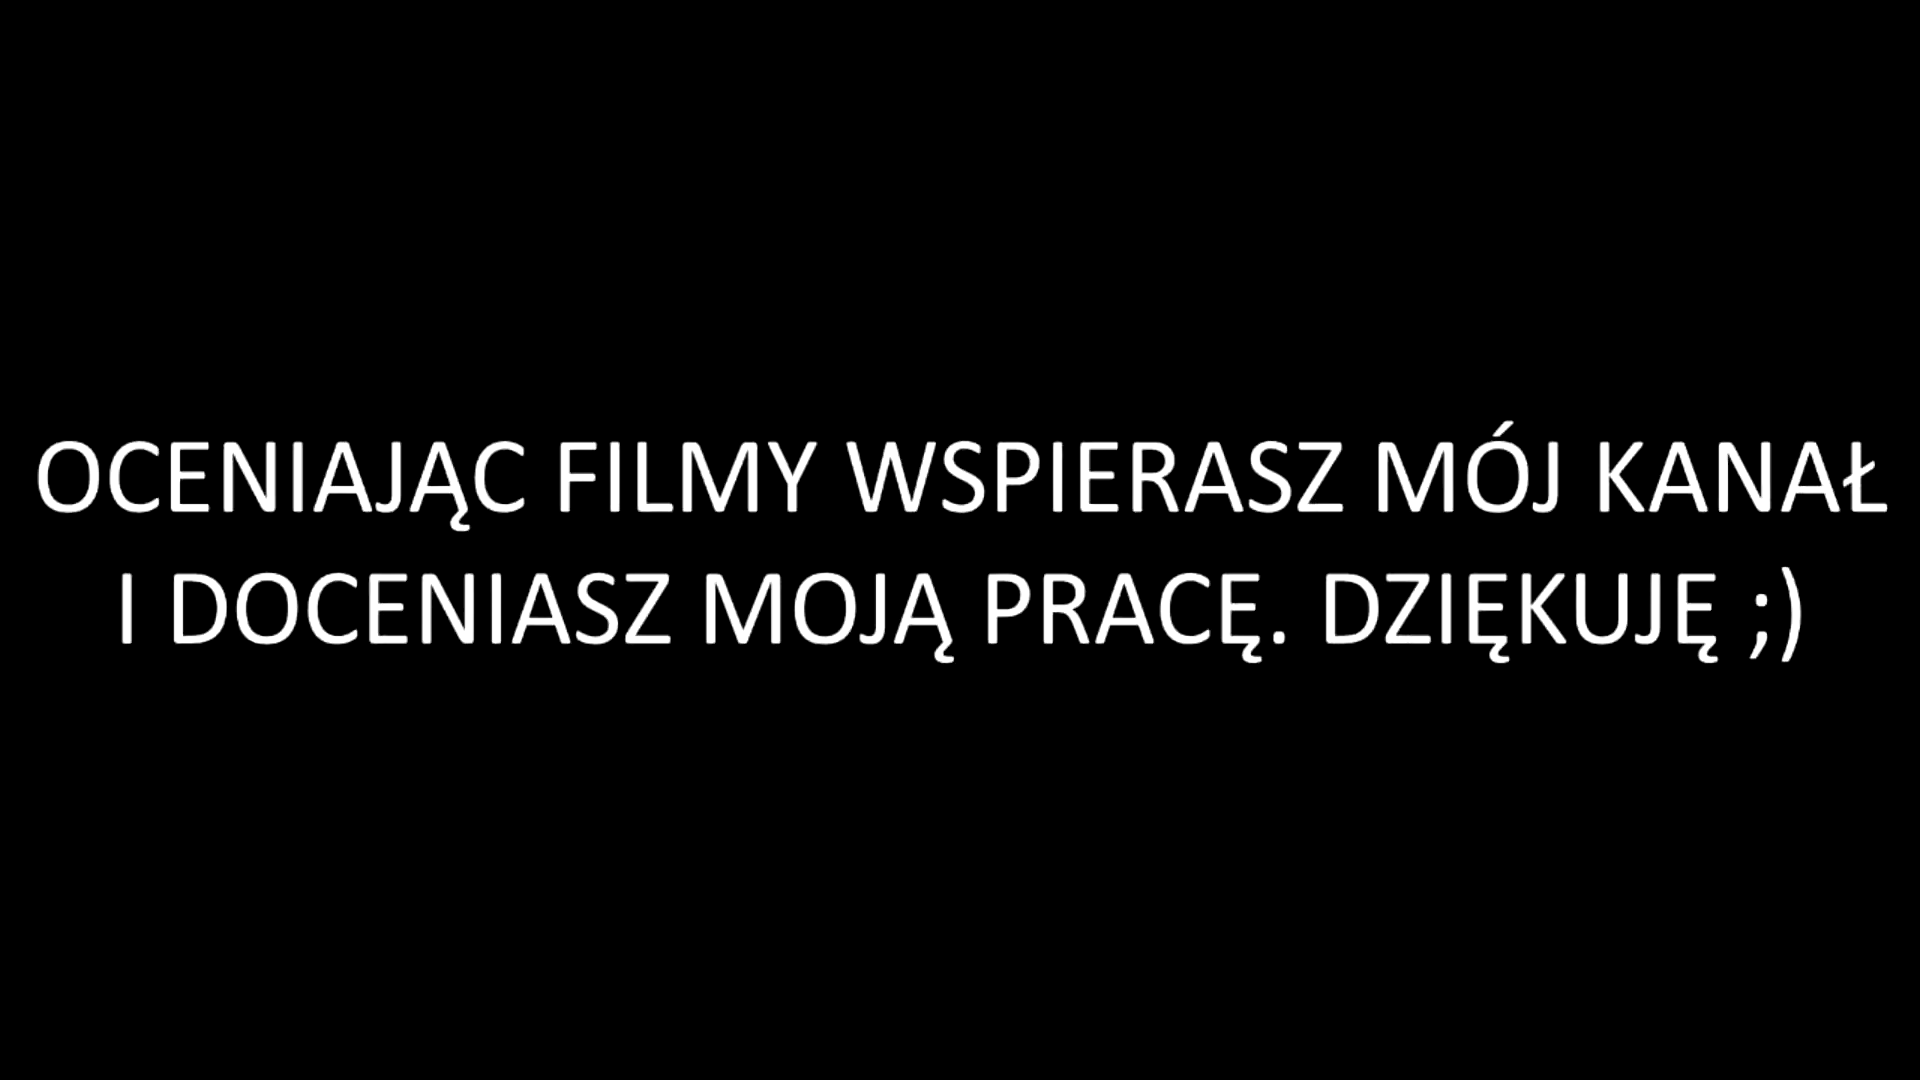 OCENIAJĄC FILMY WSPIERASZ MÓJ KANAŁ
I DOCENIASZ MOJĄ PRACĘ. DZIĘKUJĘ ;)